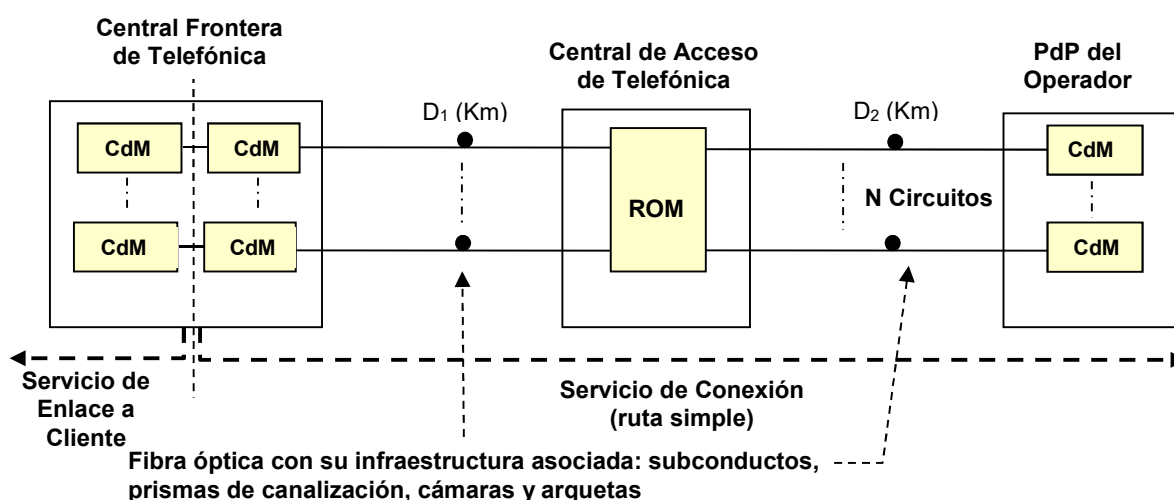 Central Frontera
de Telefónica
Central de Acceso
de Telefónica
PdP del
Operador
D1 (Km)
D2 (Km)
CdM
CdM
CdM
ROM
N Circuitos
CdM
CdM
CdM
Servicio de
Enlace a
Cliente
Servicio de Conexión
(ruta simple)
Fibra óptica con su infraestructura asociada: subconductos,
prismas de canalización, cámaras y arquetas